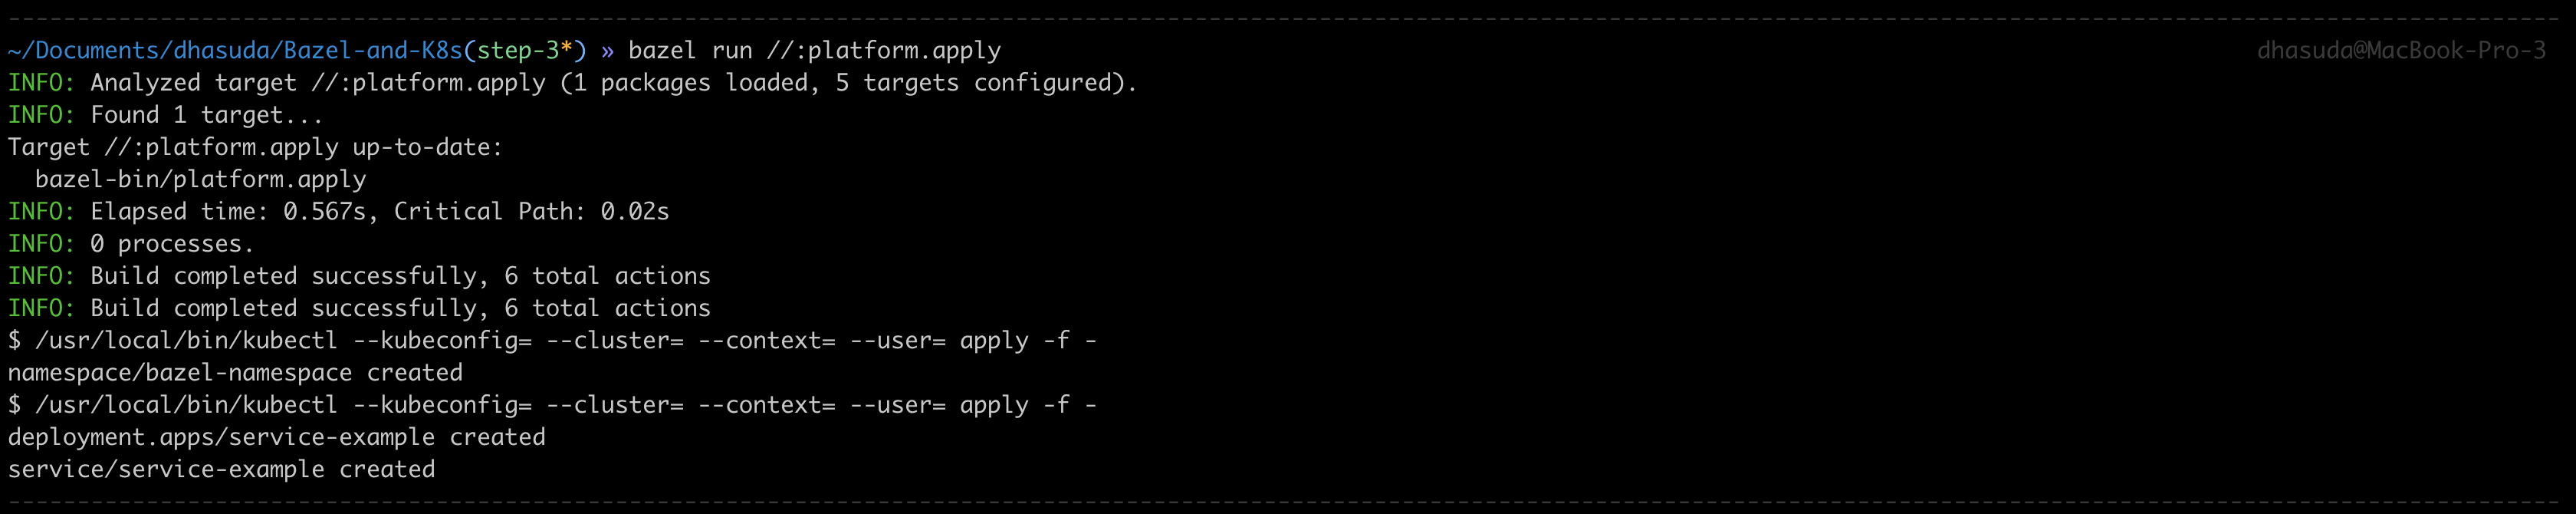 ~/Documents/dhasuda/Bazel-and-K8s(step-3*) » bazel run //:platform.apply dhasuda@MacBook-Pro-3
INFO: Analyzed target //:platform.apply (1 packages loaded, 5 targets configured).
INFO: Found 1 target...
Target //:platform.apply up-to-date:
  bazel-bin/platform.apply
INFO: Elapsed time: 0.567s, Critical Path: 0.02s
INFO: 0 processes.
INFO: Build completed successfully, 6 total actions
INFO: Build completed successfully, 6 total actions
$ /usr/local/bin/kubectl --kubeconfig= --cluster= --context= --user= apply -f -
namespace/bazel-namespace created
$ /usr/local/bin/kubectl --kubeconfig= --cluster= --context= --user= apply -f -
deployment.apps/service-example created
service/service-example created